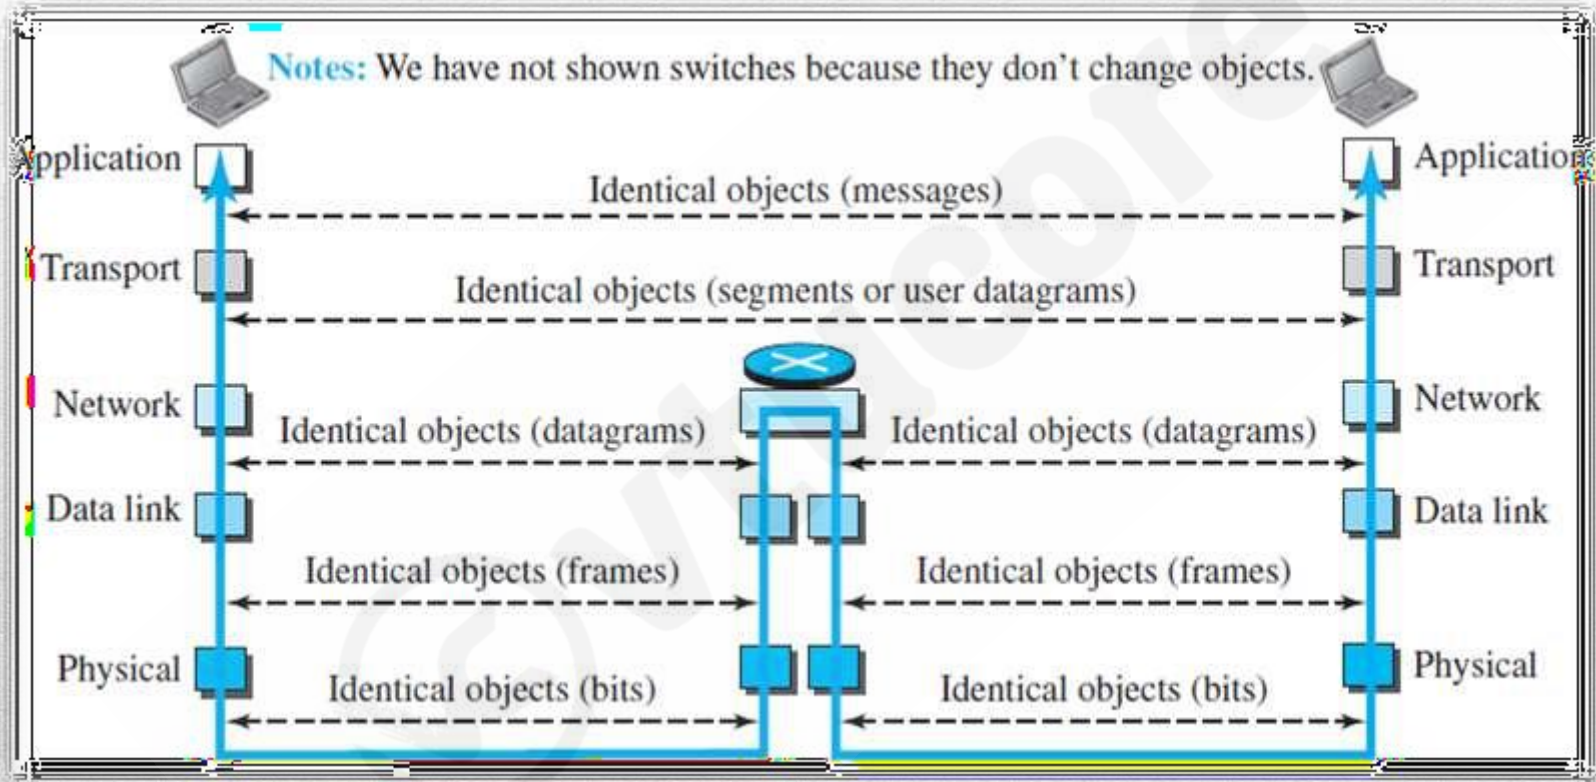 Notes: We have not shown switches because they don't change objects.
Application
Application
Identical objects (messages)
Transport
Transport
Identical objects (segments or user datagrams)
Network
Network
Identical objects (datagrams)
Identical objects (datagrams)
Data link
Data link
Identical objects (frames)
Identical objects (frames)
Physical
Physical
Identical objects (bits)
Identical objects (bits)
©vtucore